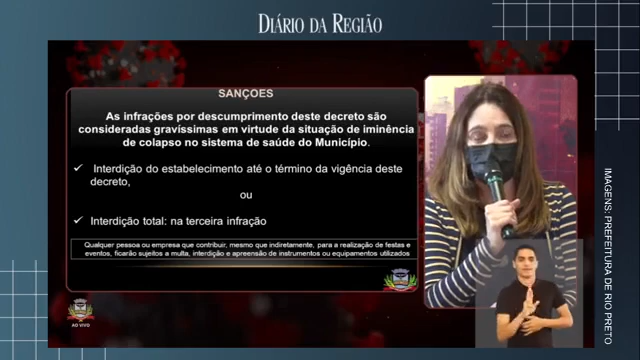 DIÁRIO DA REGIÃO
SANÇOES
As infrações por descumprimento deste decreto são
consideradas gravíssimas em virtude da situação de iminência
de colapso no sistema de saúde do Município.
✓ Interdição do estabelecimento até o término da vigência deste
decreto,
ou
✓ Interdição total: na terceira infração
Qualquer pessoa ou empresa que contribuir, mesmo que indiretamente, para a realização de festas e
eventos, ficarão sujeitos a multa, interdição e apreensão de instrumentos ou equipamentos utilizados
AO VIVO
IMAGENS: PREFEITURA DE RIO PRETO